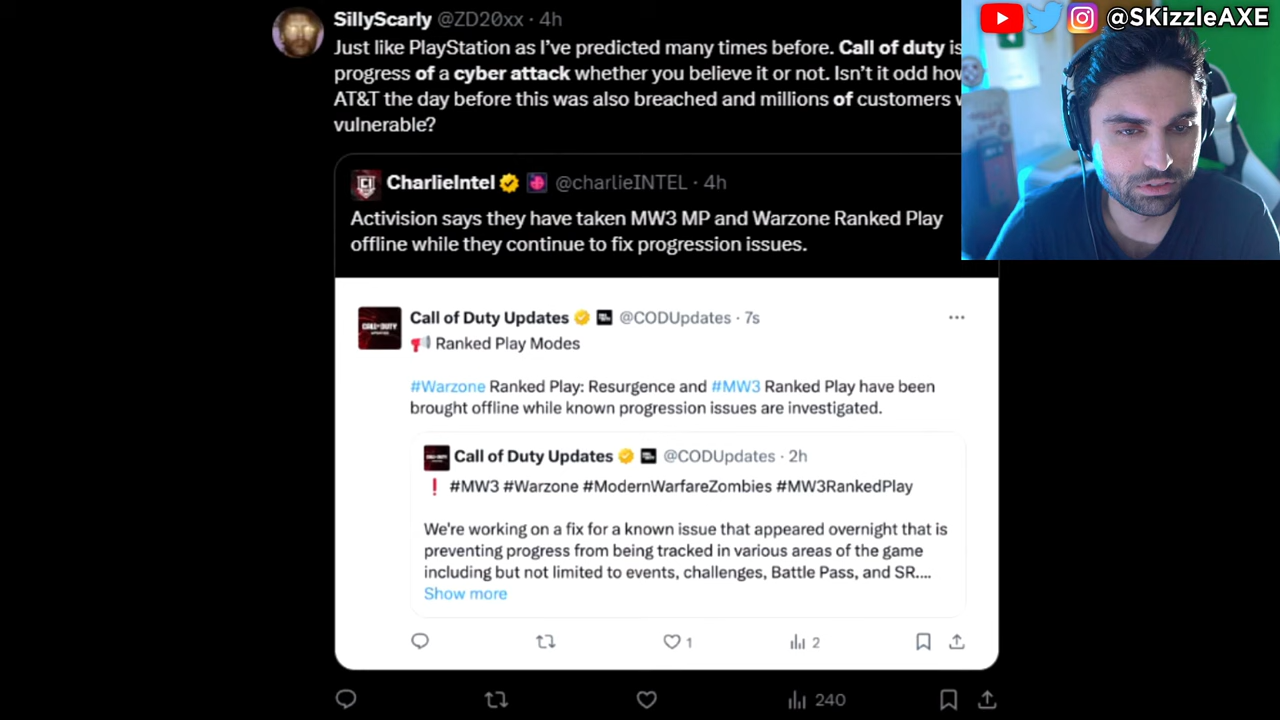 @SKizzleAXE
SillyScarly @ZD20xx · 4h
Just like PlayStation as I've predicted many times before. Call of duty is
progress of a cyber attack whether you believe it or not. Isn't it odd how
AT&T the day before this was also breached and millions of customers
vulnerable?
CharlieIntel @charlieINTEL · 4h
Activision says they have taken MW3 MP and Warzone Ranked Play
offline while they continue to fix progression issues.
Call of Duty Updates @CODUpdates · 7s
Ranked Play Modes
#Warzone Ranked Play: Resurgence and #MW3 Ranked Play have been
brought offline while known progression issues are investigated.
Call of Duty Updates @CODUpdates · 2h
#MW3 #Warzone #ModernWarfareZombies #MW3RankedPlay
We're working on a fix for a known issue that appeared overnight that is
preventing progress from being tracked in various areas of the game
including but not limited to events, challenges, Battle Pass, and SR....
Show more
1
2
240